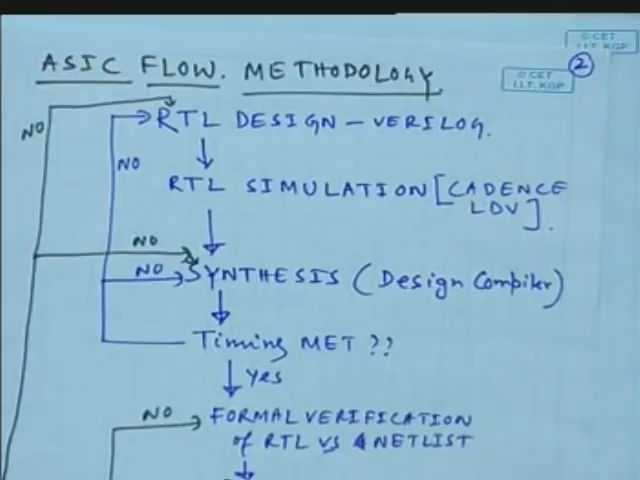 © CET
I.I.T. KGP
© CET
I.I.T. KGP
2
ASIC FLOW. METHODOLOGY
NO
RTL DESIGN - VERILOG.
NO
RTL SIMULATION [CADENCE
LDV].
NO
NO
SYNTHESIS (Design Compiler)
Timing MET ??
Yes
NO
FORMAL VERIFICATION
of RTL VS NETLIST